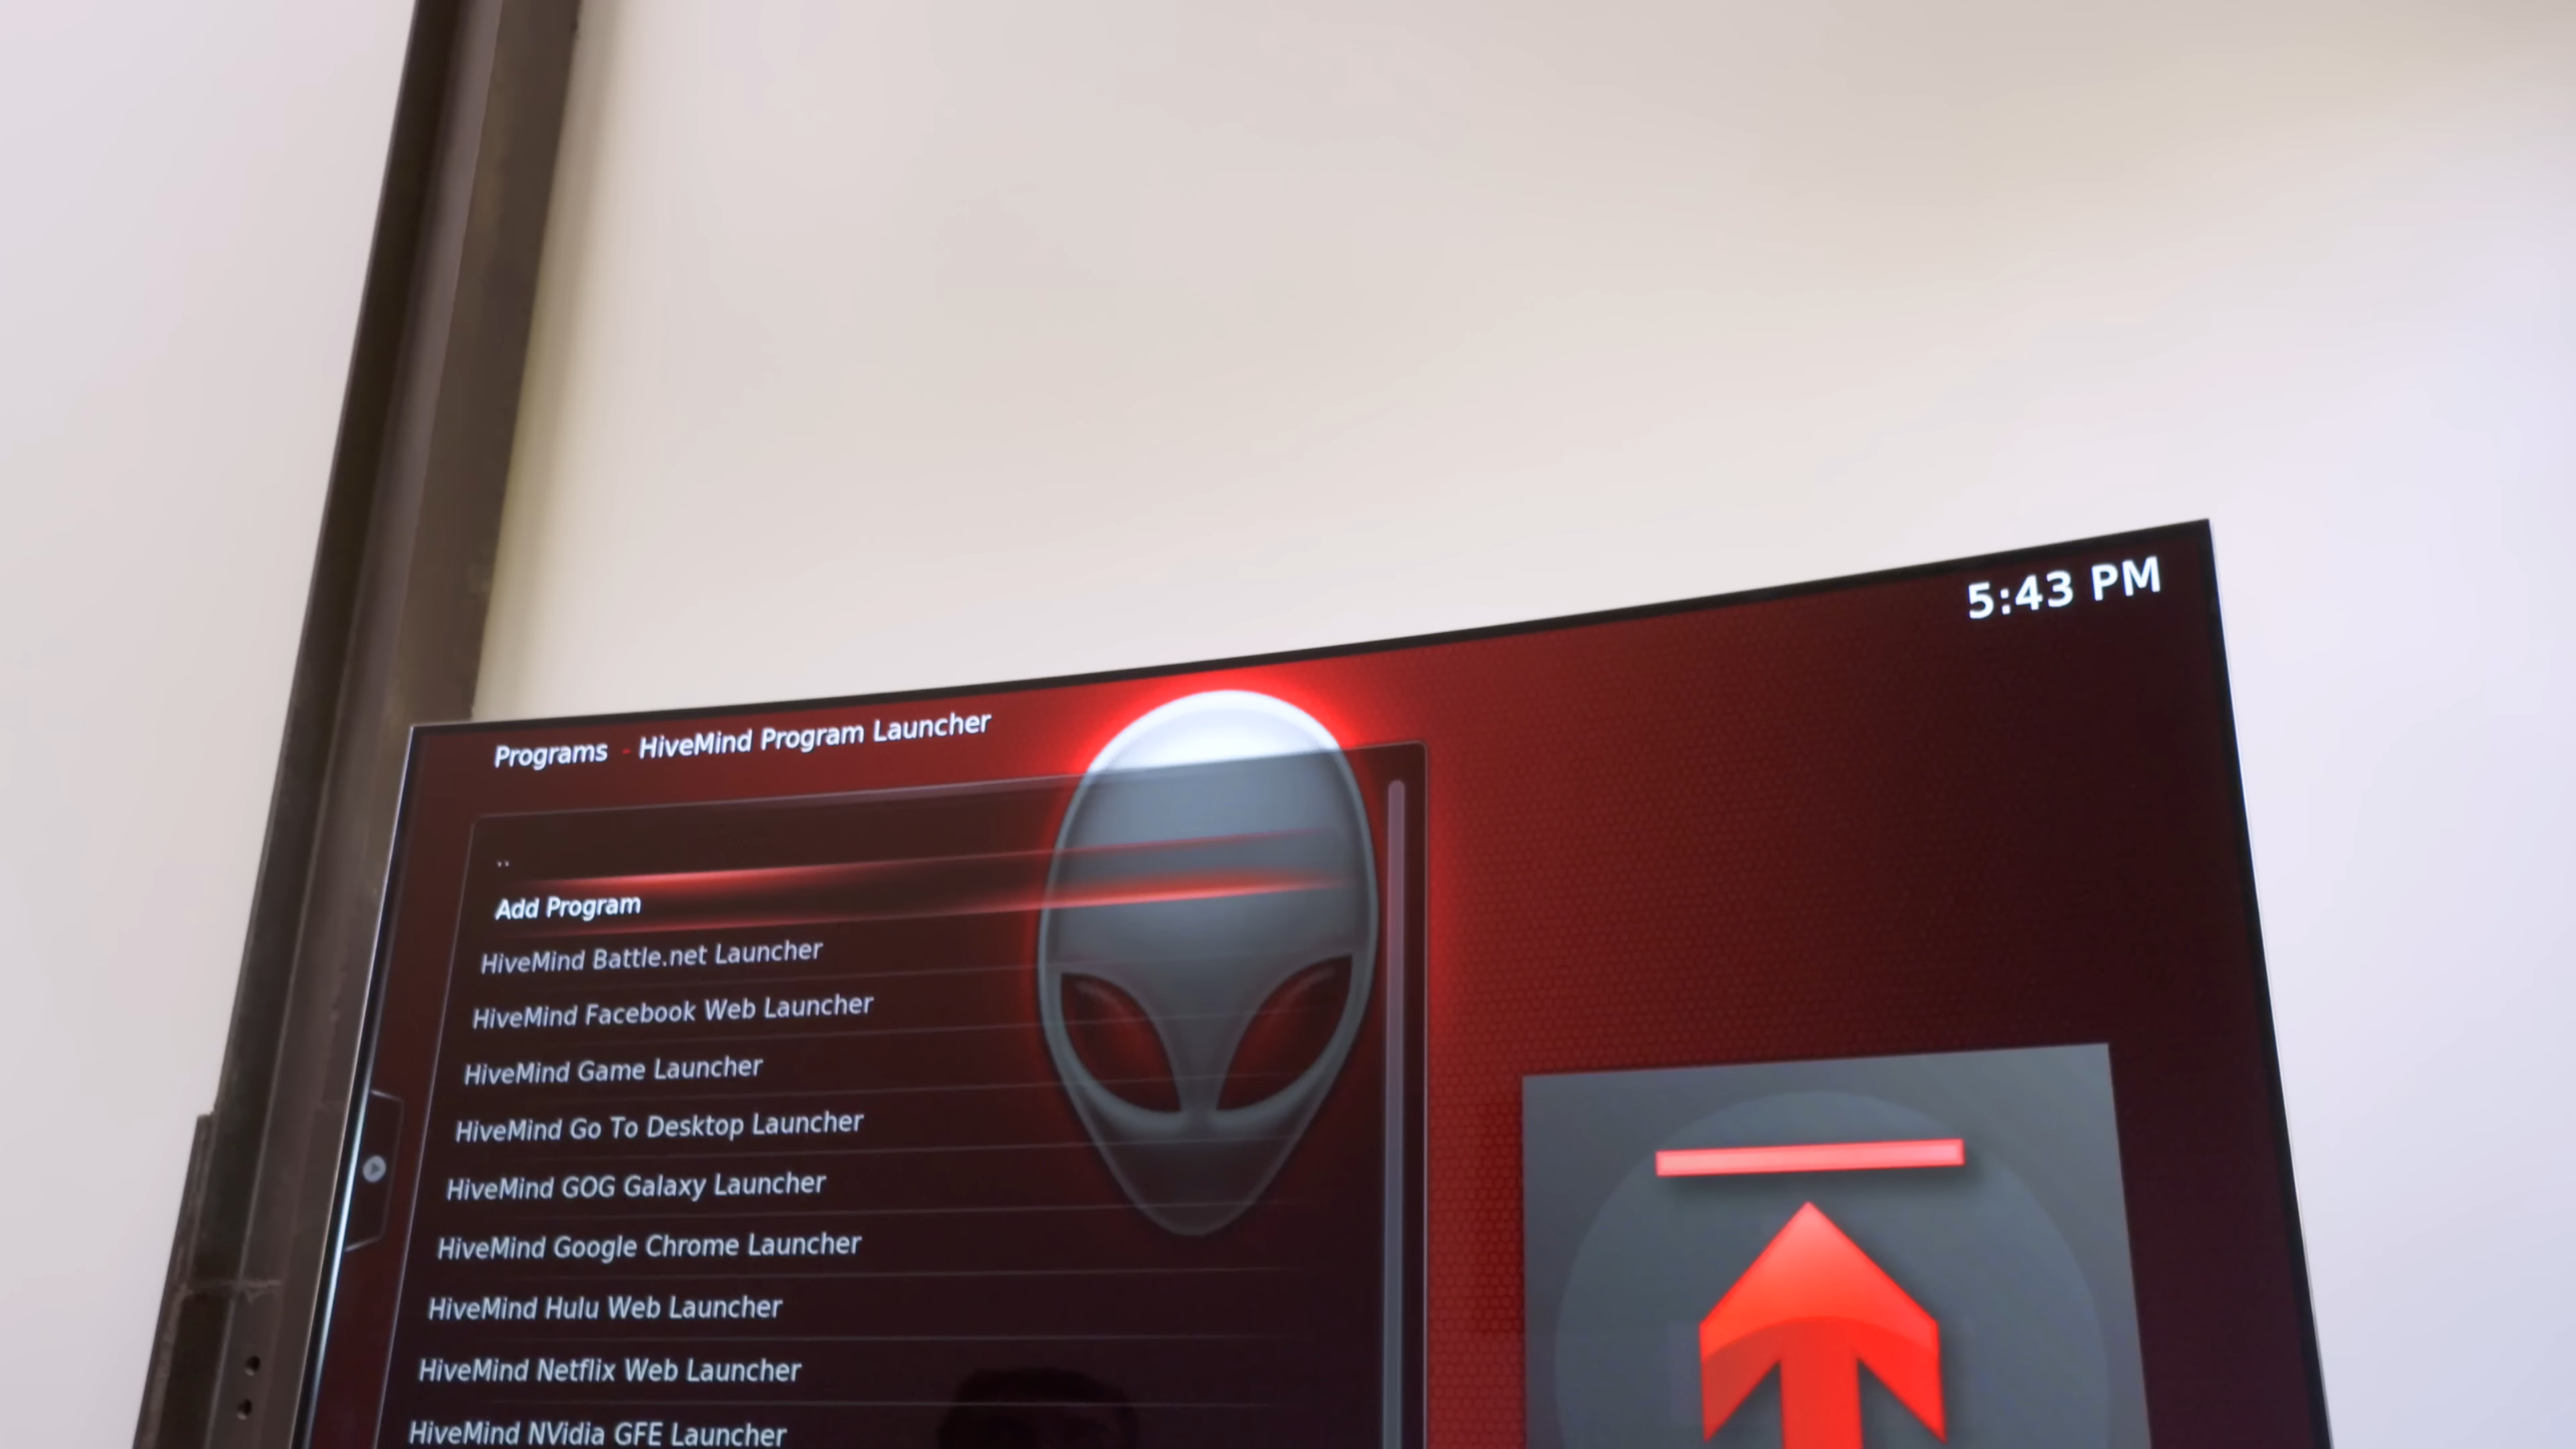 5:43 PM
Programs - HiveMind Program Launcher
..
Add Program
HiveMind Battle.net Launcher
HiveMind Facebook Web Launcher
HiveMind Game Launcher
HiveMind Go To Desktop Launcher
HiveMind GOG Galaxy Launcher
HiveMind Google Chrome Launcher
HiveMind Hulu Web Launcher
HiveMind Netflix Web Launcher
HiveMind NVidia GFE Launcher